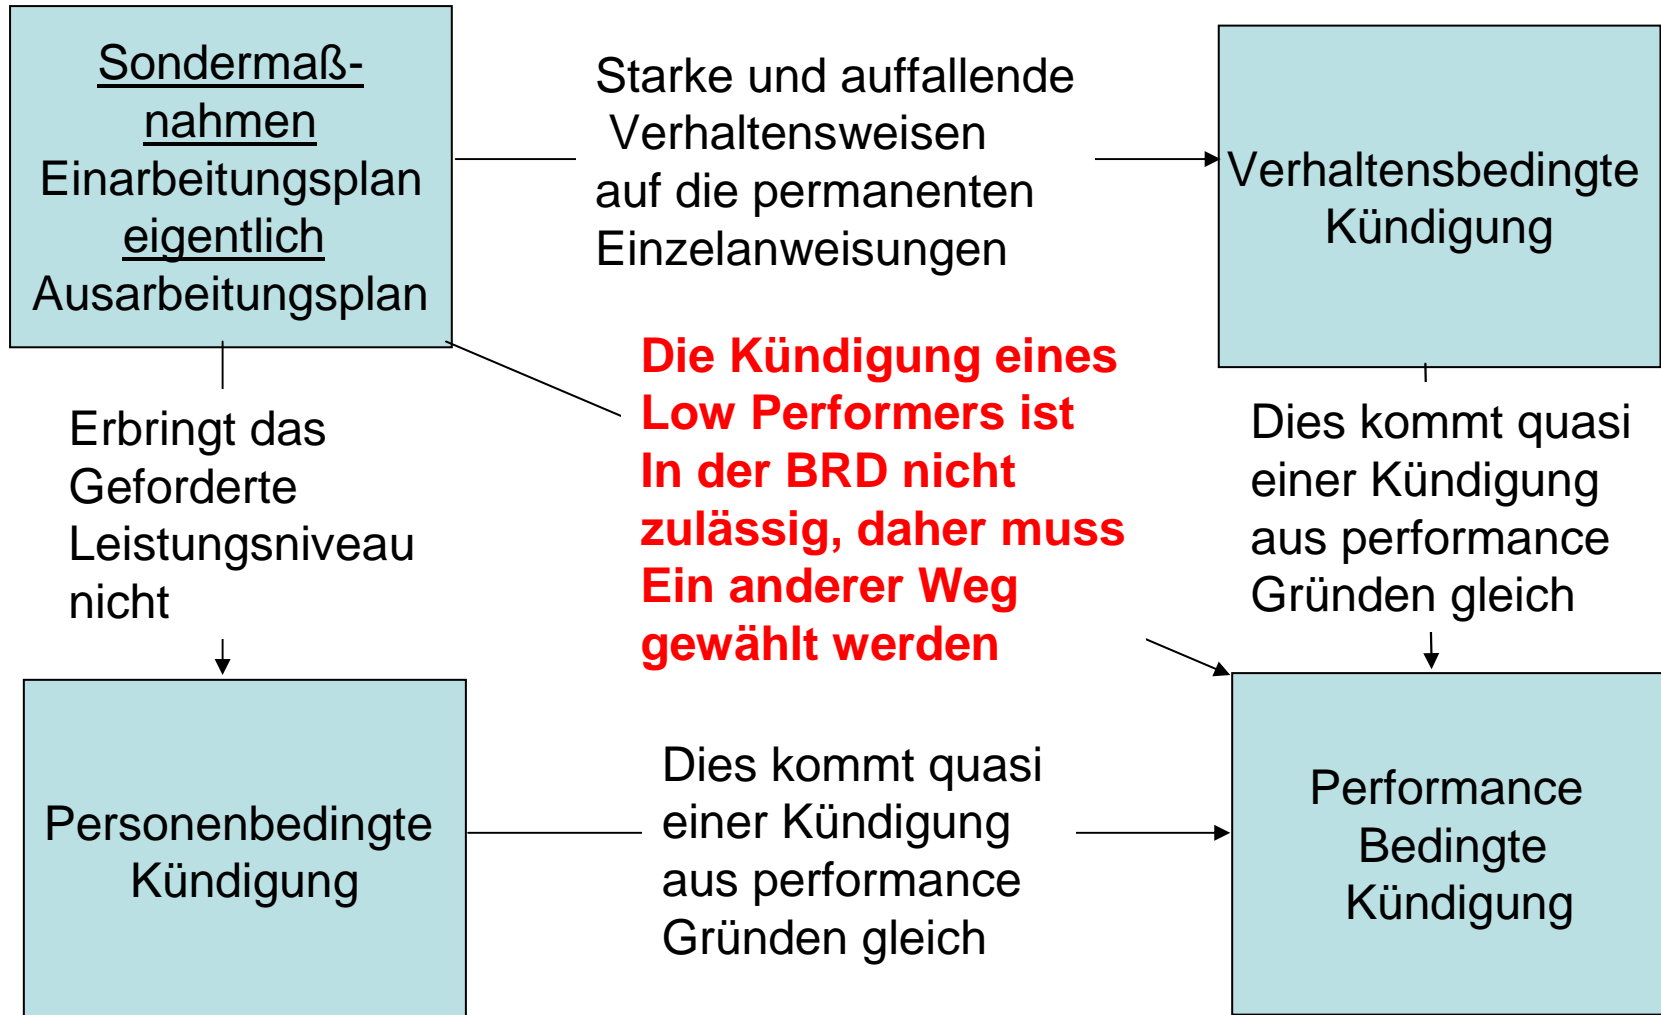 Sondermaß-
nahmen
Einarbeitungsplan
eigentlich
Ausarbeitungsplan
Starke und auffallende
Verhaltensweisen
auf die permanenten
Einzelanweisungen
Verhaltensbedingte
Kündigung
Erbringt das
Geforderte
Leistungsniveau
nicht
Die Kündigung eines
Low Performers ist
In der BRD nicht
zulässig, daher muss
Ein anderer Weg
gewählt werden
Dies kommt quasi
einer Kündigung
aus performance
Gründen gleich
Personenbedingte
Kündigung
Dies kommt quasi
einer Kündigung
aus performance
Gründen gleich
Performance
Bedingte
Kündigung